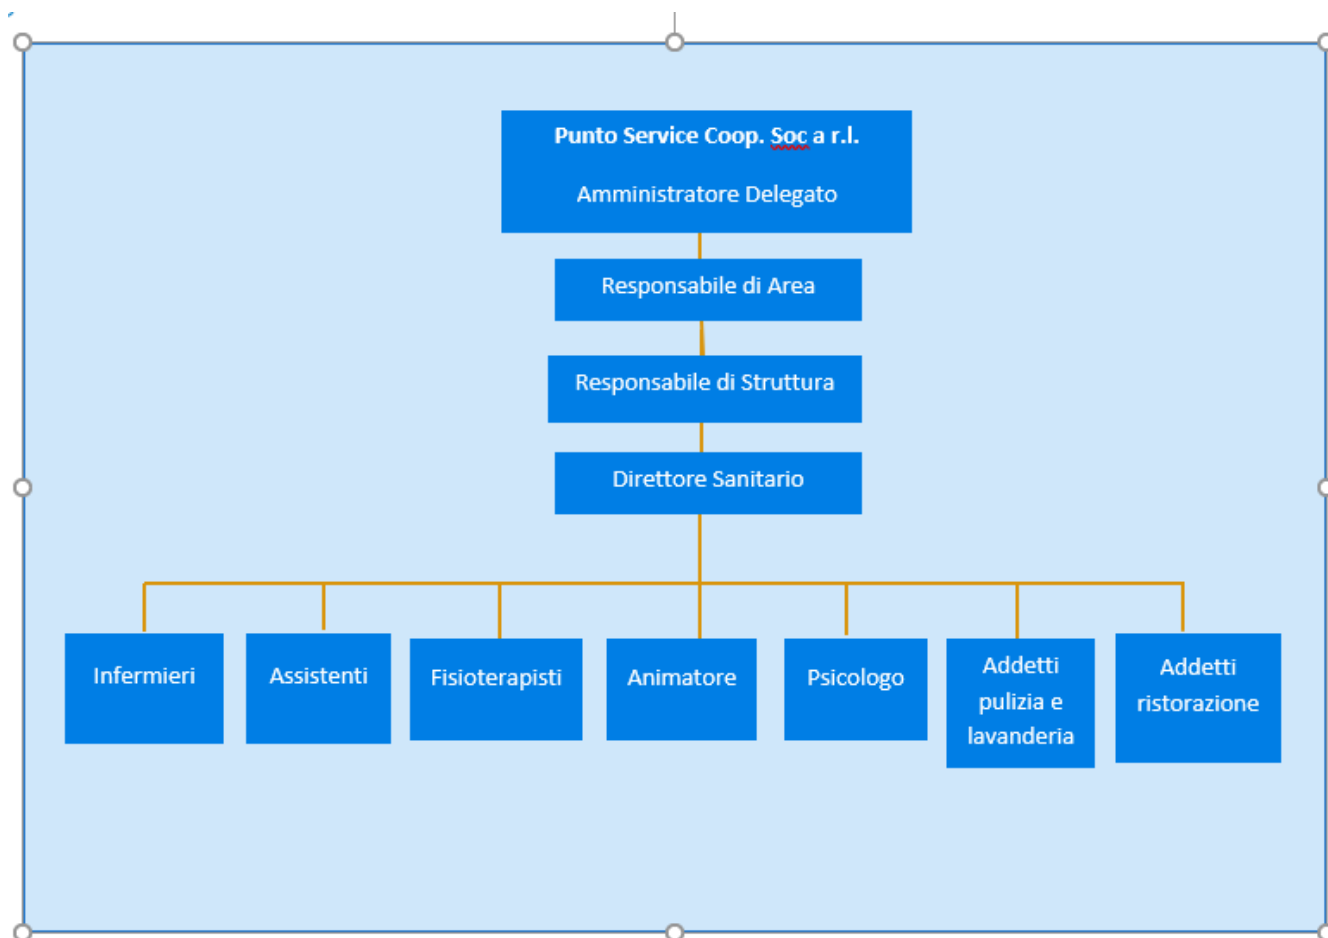 Punto Service Coop. Soc a r.l.
Amministratore Delegato
Responsabile di Area
Responsabile di Struttura
Direttore Sanitario
Infermieri
Assistenti
Fisioterapisti
Animatore
Psicologo
Addetti
pulizia e
lavanderia
Addetti
ristorazione